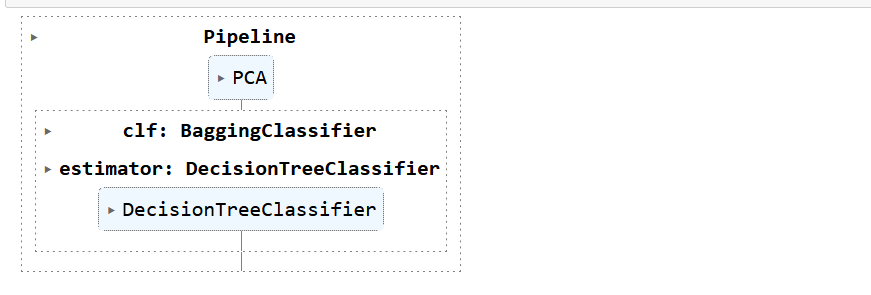 Pipeline
PCA
clf: BaggingClassifier
estimator: DecisionTreeClassifier
DecisionTreeClassifier